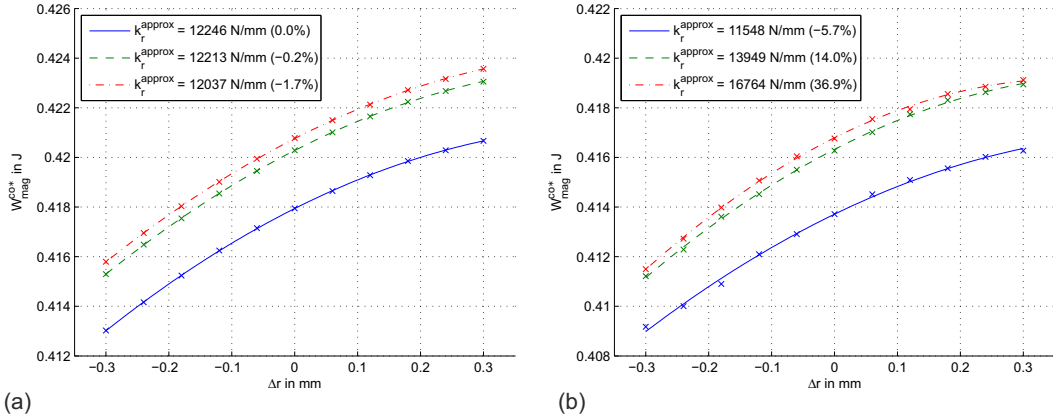 0.426
0.424
0.422
0.42
0.418
0.416
0.414
0.412
W_mag^co* in J
k_r^approx = 12246 N/mm (0.0%)
k_r^approx = 12213 N/mm (−0.2%)
k_r^approx = 12037 N/mm (−1.7%)
−0.3 −0.2 −0.1 0 0.1 0.2 0.3
Δr in mm
(a)
0.422
0.42
0.418
0.416
0.414
0.412
0.41
0.408
W_mag^co* in J
k_r^approx = 11548 N/mm (−5.7%)
k_r^approx = 13949 N/mm (14.0%)
k_r^approx = 16764 N/mm (36.9%)
−0.3 −0.2 −0.1 0 0.1 0.2 0.3
Δr in mm
(b)